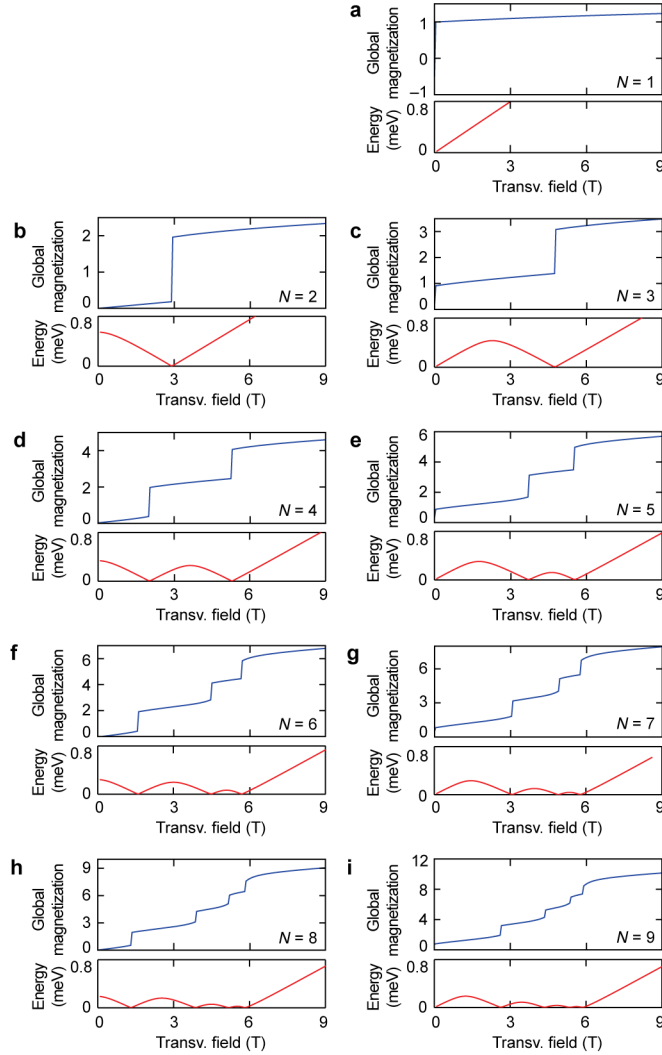 a
Global
magnetization
1
0
–1
N = 1
Energy
(meV)
0.8
0
0 3 6 9
Transv. field (T)
b
Global
magnetization
2
1
0
N = 2
Energy
(meV)
0.8
0
0 3 6 9
Transv. field (T)
c
Global
magnetization
3
2
1
0
N = 3
Energy
(meV)
0.8
0
0 3 6 9
Transv. field (T)
d
Global
magnetization
4
2
0
N = 4
Energy
(meV)
0.8
0
0 3 6 9
Transv. field (T)
e
Global
magnetization
6
4
2
0
N = 5
Energy
(meV)
0.8
0
0 3 6 9
Transv. field (T)
f
Global
magnetization
6
4
2
0
N = 6
Energy
(meV)
0.8
0
0 3 6 9
Transv. field (T)
g
Global
magnetization
6
3
0
N = 7
Energy
(meV)
0.8
0
0 3 6 9
Transv. field (T)
h
Global
magnetization
9
6
3
0
N = 8
Energy
(meV)
0.8
0
0 3 6 9
Transv. field (T)
i
Global
magnetization
12
8
4
0
N = 9
Energy
(meV)
0.8
0
0 3 6 9
Transv. field (T)